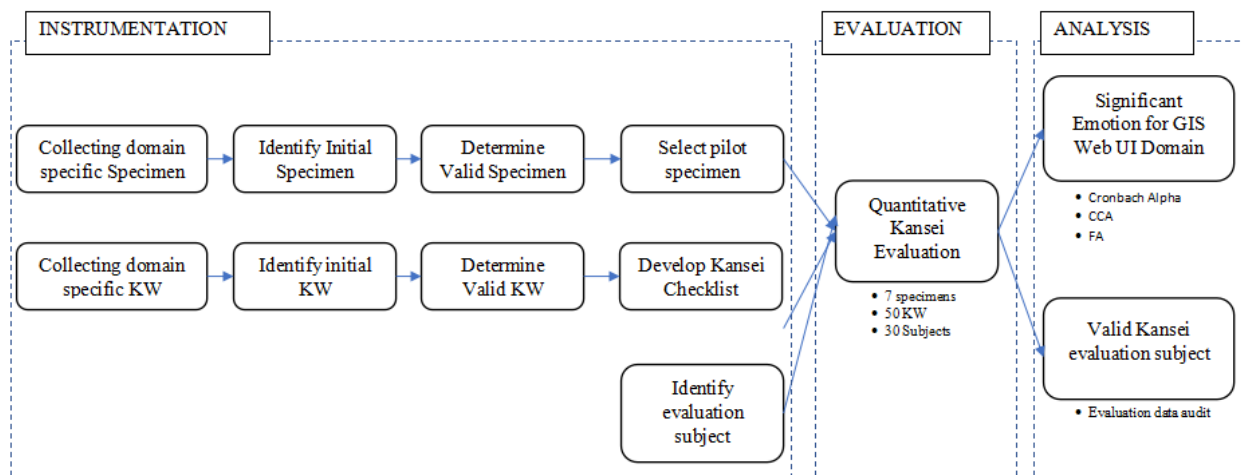 INSTRUMENTATION
EVALUATION
ANALYSIS
Collecting domain
specific Specimen
Identify Initial
Specimen
Determine
Valid Specimen
Select pilot
specimen
Collecting domain
specific KW
Identify initial
KW
Determine
Valid KW
Develop Kansei
Checklist
Identify
evaluation
subject
Quantitative
Kansei
Evaluation
• 7 specimens
• 50 KW
• 30 Subjects
Significant
Emotion for GIS
Web UI Domain
• Cronbach Alpha
• CCA
• FA
Valid Kansei
evaluation subject
• Evaluation data audit